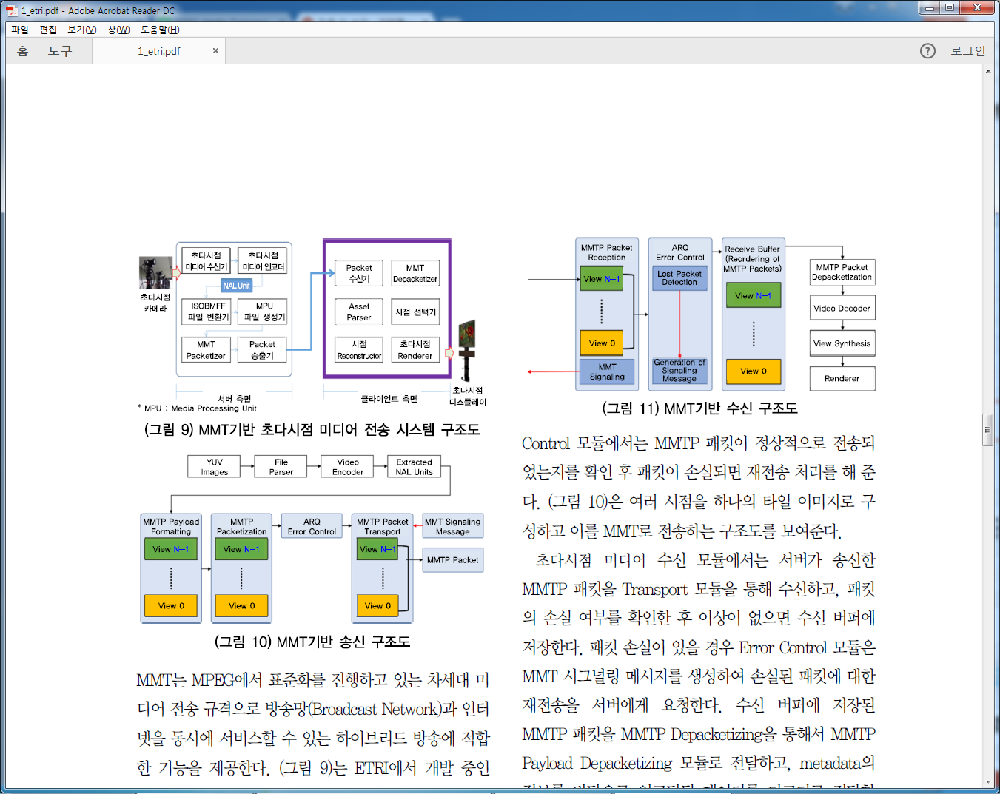 1_etri.pdf - Adobe Acrobat Reader DC
파일 편집 보기(V) 창(W) 도움말(H)
홈 도구 1_etri.pdf × ? 로그인
초다시점
카메라
초다시점
미디어 수신기
초다시점
미디어 인코더
NAL Unit
ISOBMFF
파일 변환기
MPU
파일 생성기
MMT
Packetizer
Packet
송출기
서버 측면
* MPU : Media Processing Unit
Packet
수신기
MMT
Depacketizer
Asset
Parser
시점 선택기
시점
Reconstructor
초다시점
Renderer
클라이언트 측면
초다시점
디스플레이
(그림 9) MMT기반 초다시점 미디어 전송 시스템 구조도
YUV
Images
File
Parser
Video
Encoder
Extracted
NAL Units
MMTP Payload
Formatting
View N-1
View 0
MMTP
Packetization
View N-1
View 0
ARQ
Error Control
MMTP Packet
Transport
View N-1
View 0
MMT Signaling
Message
MMTP Packet
(그림 10) MMT기반 송신 구조도
MMT는 MPEG에서 표준화를 진행하고 있는 차세대 미
디어 전송 규격으로 방송망(Broadcast Network)과 인터
넷을 동시에 서비스할 수 있는 하이브리드 방송에 적합
한 기능을 제공한다. (그림 9)는 ETRI에서 개발 중인
MMTP Packet
Reception
View N-1
View 0
MMT
Signaling
ARQ
Error Control
Lost Packet
Detection
Generation of
Signaling
Message
Receive Buffer
(Reordering of
MMTP Packets)
View N-1
View 0
MMTP Packet
Depacketization
Video Decoder
View Synthesis
Renderer
(그림 11) MMT기반 수신 구조도
Control 모듈에서는 MMTP 패킷이 정상적으로 전송되
었는지를 확인 후 패킷이 손실되면 재전송 처리를 해 준
다. (그림 10)은 여러 시점을 하나의 타일 이미지로 구
성하고 이를 MMT로 전송하는 구조도를 보여준다.
초다시점 미디어 수신 모듈에서는 서버가 송신한
MMTP 패킷을 Transport 모듈을 통해 수신하고, 패킷
의 손실 여부를 확인한 후 이상이 없으면 수신 버퍼에
저장한다. 패킷 손실이 있을 경우 Error Control 모듈은
MMT 시그널링 메시지를 생성하여 손실된 패킷에 대한
재전송을 서버에게 요청한다. 수신 버퍼에 저장된
MMTP 패킷을 MMTP Depacketizing을 통해서 MMTP
Payload Depacketizing 모듈로 전달하고, metadata의